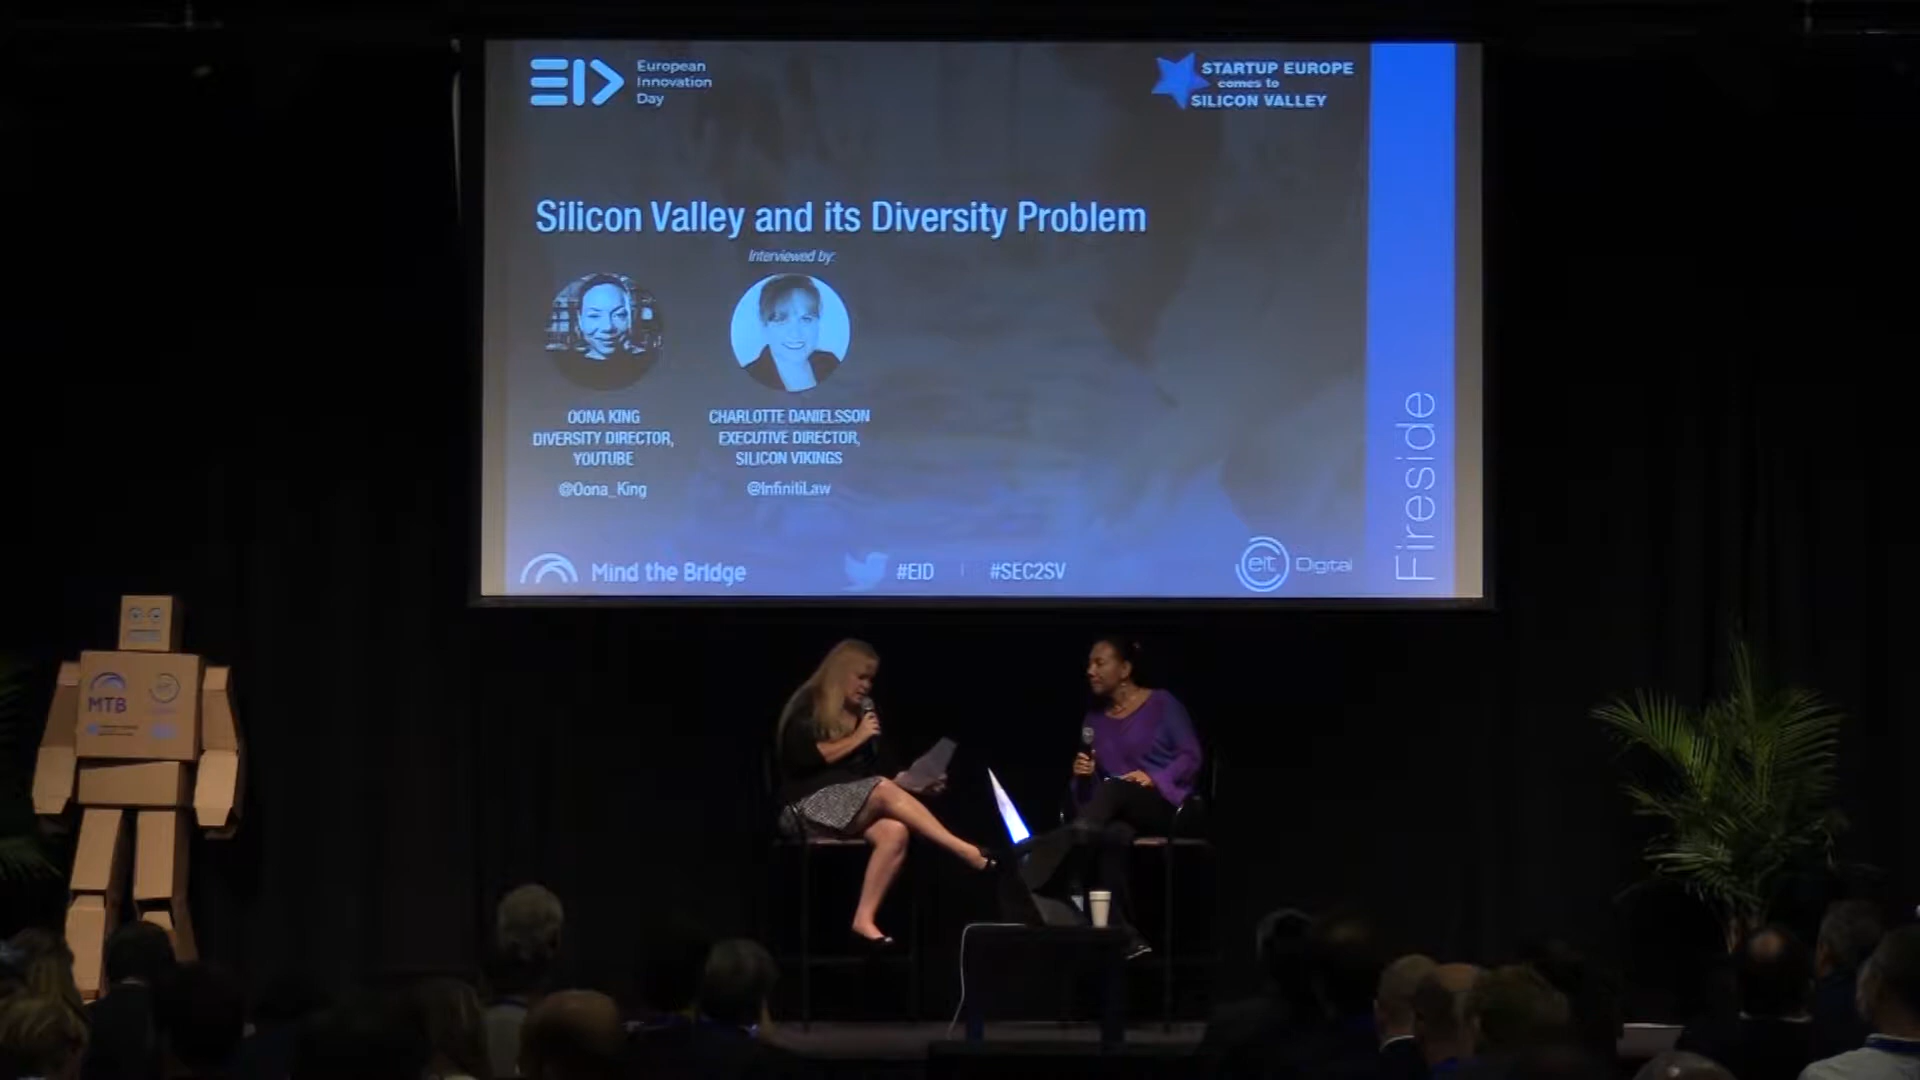 European
Innovation
Day
STARTUP EUROPE
comes to
SILICON VALLEY
Silicon Valley and its Diversity Problem
Interviewed by:
OONA KING
DIVERSITY DIRECTOR,
YOUTUBE
@Oona_King
CHARLOTTE DANIELSSON
EXECUTIVE DIRECTOR,
SILICON VIKINGS
@InfinitiLaw
Mind the Bridge
#EID
#SEC2SV
eit Digital
Fireside
MTB
eit